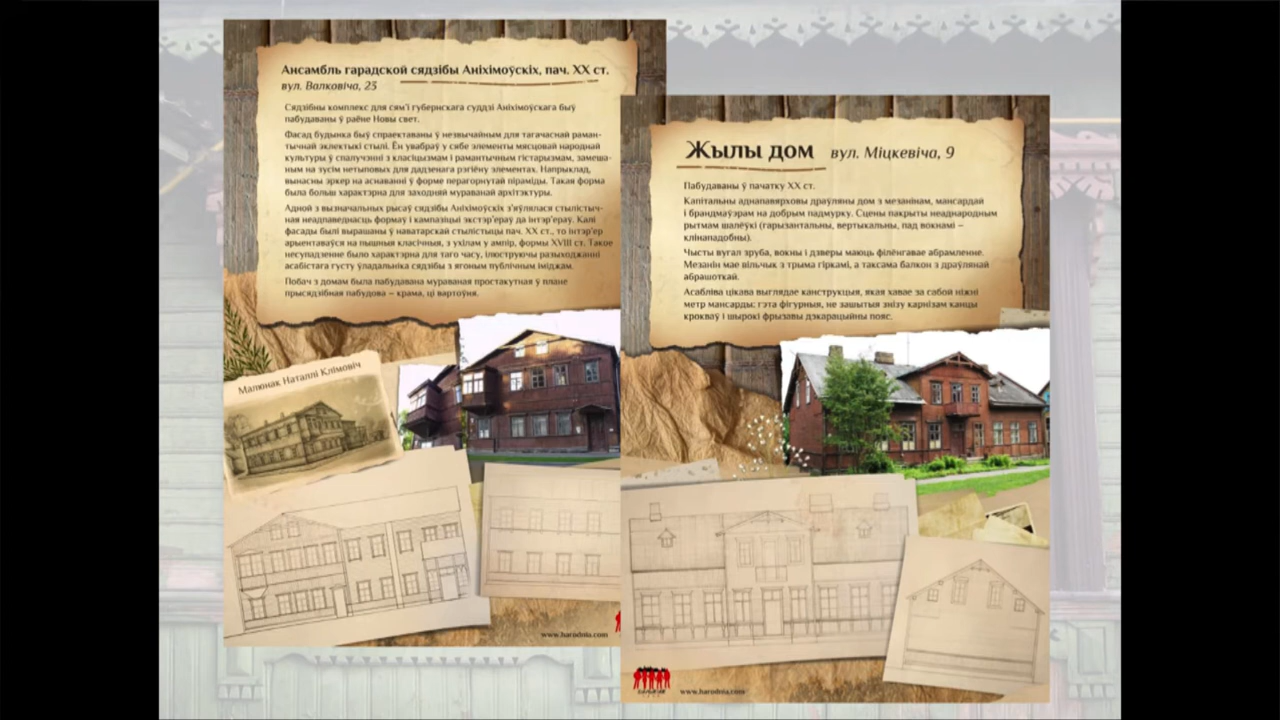 Ансамбль гарадской сядзібы Аніхімоўскіх, пач. XX ст.
вул. Валковіча, 23
Сядзібны комплекс для сям'і губернскага суддзі Аніхімоўскага быў
пабудаваны ў раёне Новы свет.
Фасад будынка быў спраектаваны ў незвычайным для тагачаснай раман-
тычнай эклектыкі стылі. Ён увабраў у сябе элементы мясцовай народнай
культуры ў спалучэнні з класіцызмам і рамантычным гістарызмам, замеша-
ным на зусім нетыповых для дадзенага рэгіёну элементах. Напрыклад,
вынасны эркер на аснаванні ў форме перагорнутай піраміды. Такая форма
была больш характэрна для заходняй мураванай архітэктуры.
Адной з вызначальных рысаў сядзібы Аніхімоўскіх з'яўлялася стылістыч-
ная неадпаведнасць формаў і кампазіцыі экстэр'ераў да інтэр'ераў. Калі
фасады былі вырашаны ў наватарскай стылістыцы пач. XX ст., то інтэр'ер
арыентаваўся на пышныя класічныя, з ухілам у ампір, формы XVIII ст. Такое
несупадзенне было характэрна для таго часу, ілюструючы разыходжанні
асабістага густу ўладальніка сядзібы з ягоным публічным іміджам.
Побач з домам была пабудавана мураваная простакутная ў плане
прысядзібная пабудова – крама, ці вартоўня.
Малюнак Наталлі Клімовіч
www.harodnia.com
Жылы дом вул. Міцкевіча, 9
Пабудаваны ў пачатку XX ст.
Капітальны аднапавярховы драўляны дом з мезанінам, мансардай
і брандмаўэрам на добрым падмурку. Сцены пакрыты неаднародным
рытмам шалёўкі (гарызантальны, вертыкальны, пад вокнамі –
клінападобны).
Чысты вугал зруба, вокны і дзверы маюць філёнгавае абрамленне.
Мезанін мае вільчык з трыма гіркамі, а таксама балкон з драўлянай
абрашоткай.
Асабліва цікава выглядае канструкцыя, якая хавае за сабой ніжні
метр мансарды: гэта фігурныя, не зашытыя знізу карнізам канцы
крокваў і шырокі фрызавы дэкарацыйны пояс.
www.harodnia.com